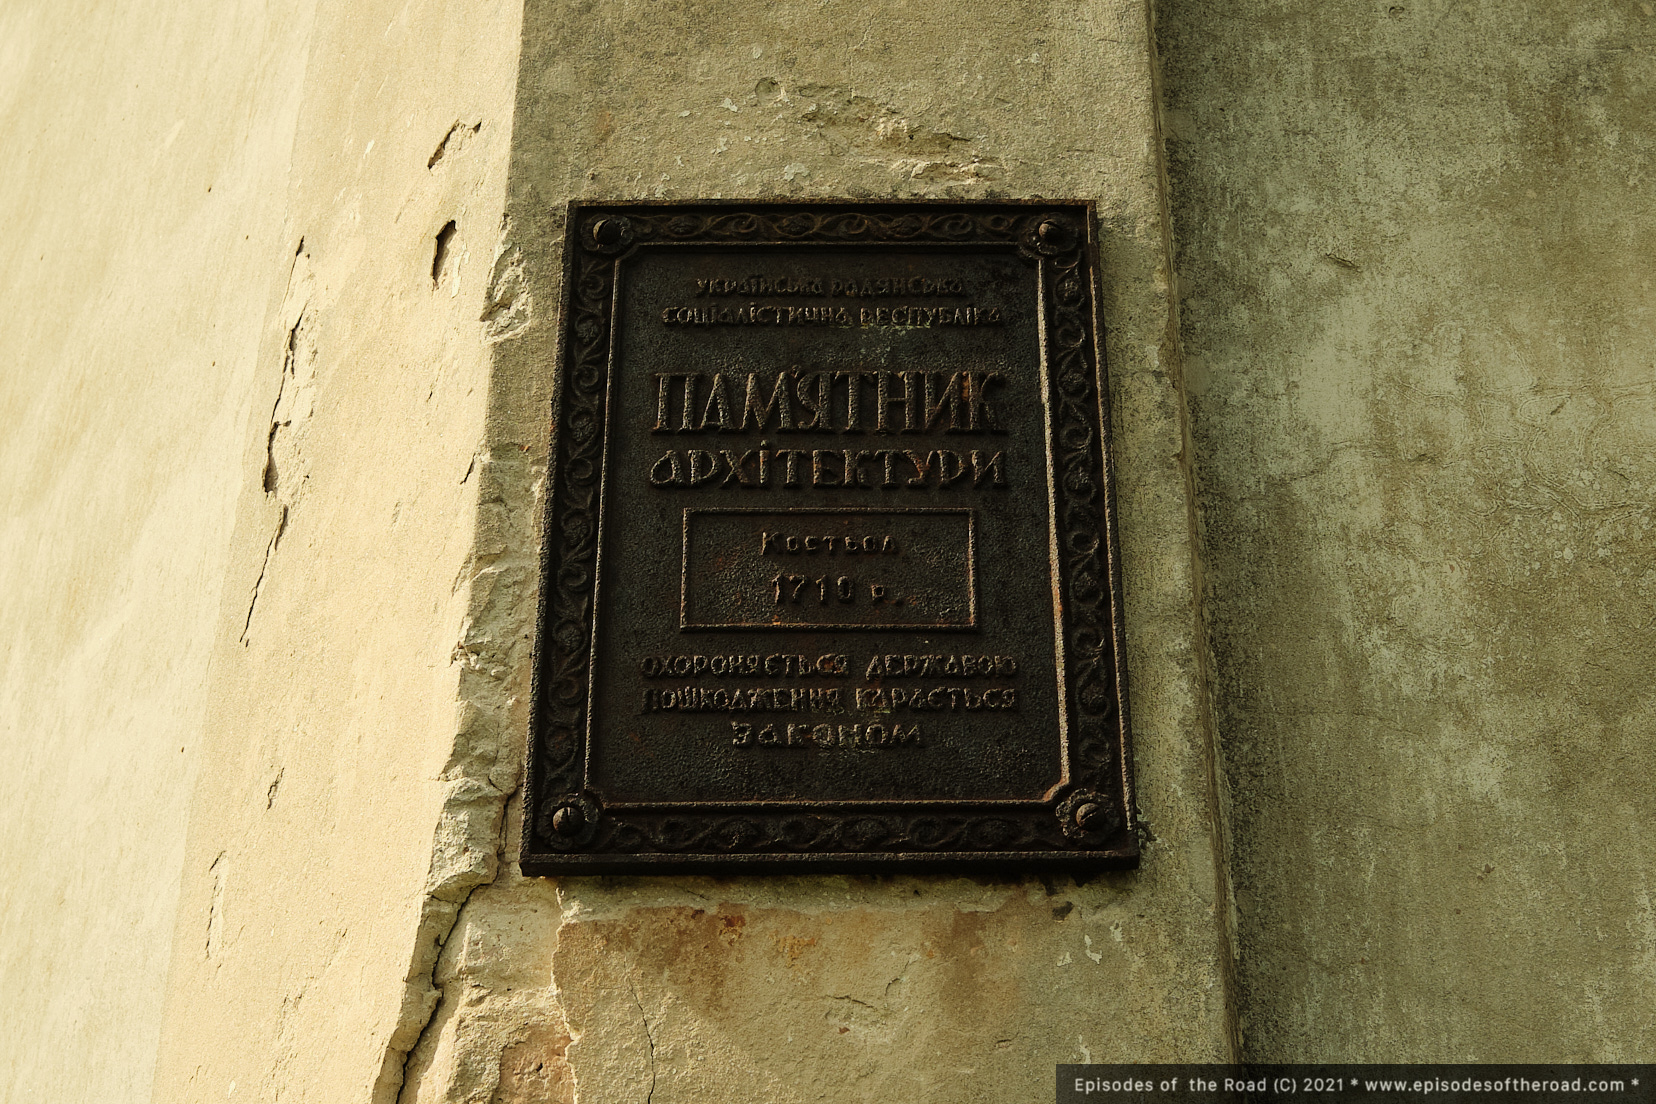 Українська Радянська
Соціалістична Республіка
ПАМ'ЯТНИК
АРХІТЕКТУРИ
Костьол
1710 р.
ОХОРОНЯЄТЬСЯ ДЕРЖАВОЮ
ПОШКОДЖЕННЯ КАРАЄТЬСЯ
ЗАКОНОМ
Episodes of the Road (C) 2021 * www.episodesoftheroad.com *